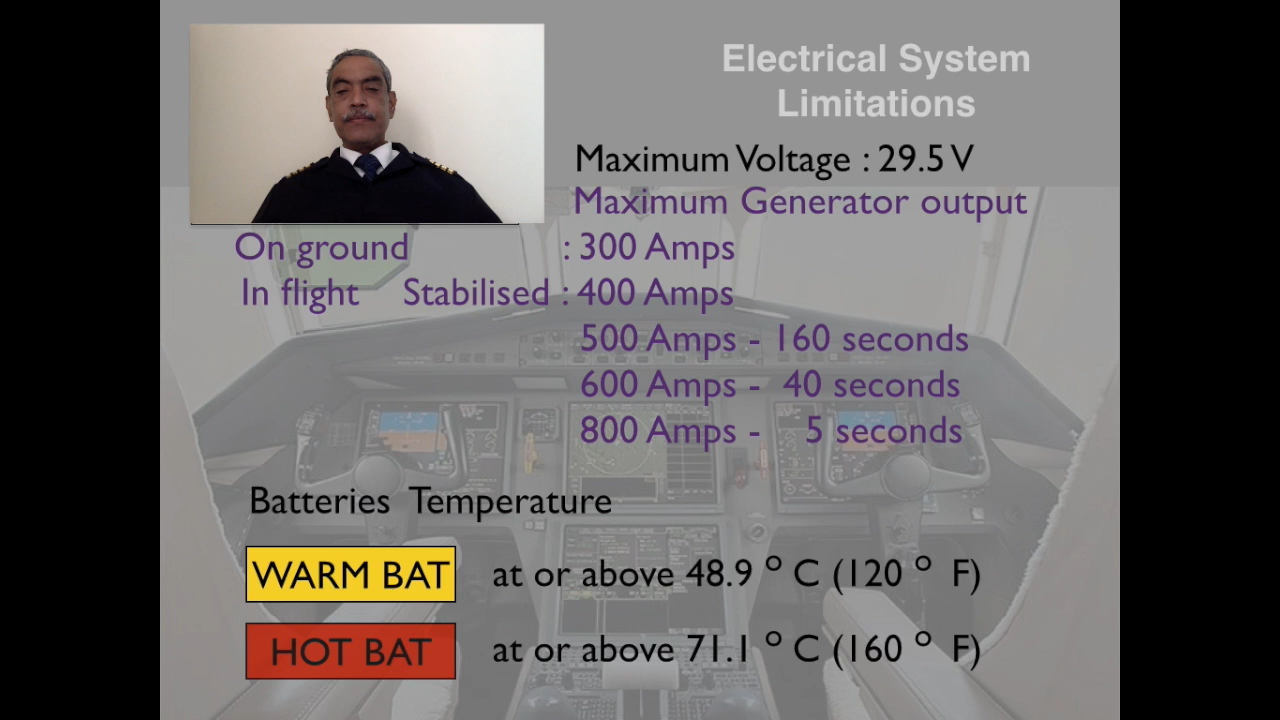 Electrical System
Limitations
Maximum Voltage : 29.5 V
Maximum Generator output
On ground : 300 Amps
In flight Stabilised : 400 Amps
500 Amps - 160 seconds
600 Amps - 40 seconds
800 Amps - 5 seconds
Batteries Temperature
WARM BAT at or above 48.9 º C (120 º F)
HOT BAT at or above 71.1 º C (160 º F)